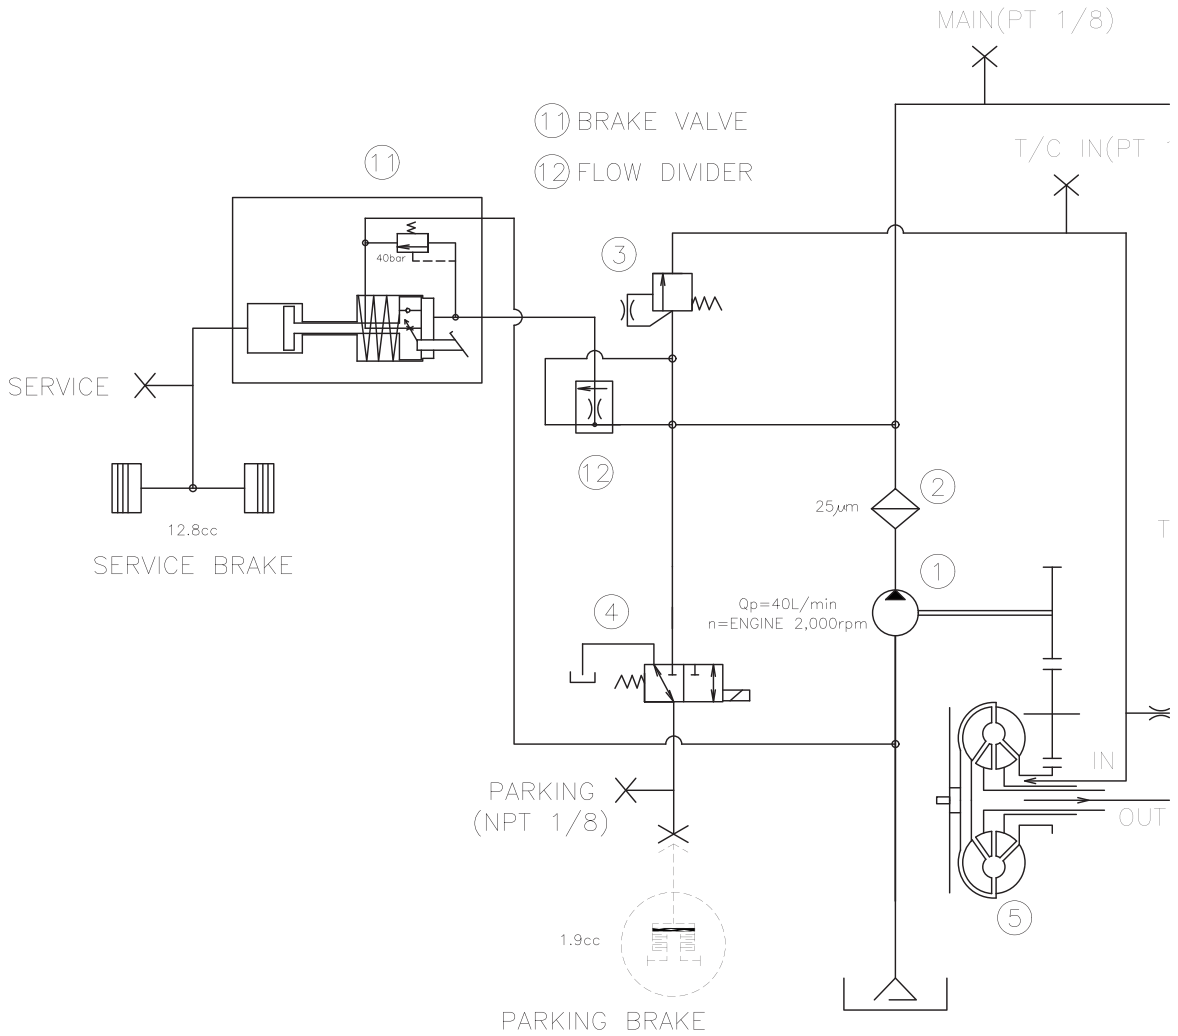 MAIN(PT 1/8)
11 BRAKE VALVE
T/C IN(PT
11
12 FLOW DIVIDER
3
40bar
SERVICE
12
2
25μm
12.8cc
SERVICE BRAKE
1
Qp=40L/min
n=ENGINE 2,000rpm
4
T
IN
PARKING
(NPT 1/8)
OUT
5
1.9cc
PARKING BRAKE